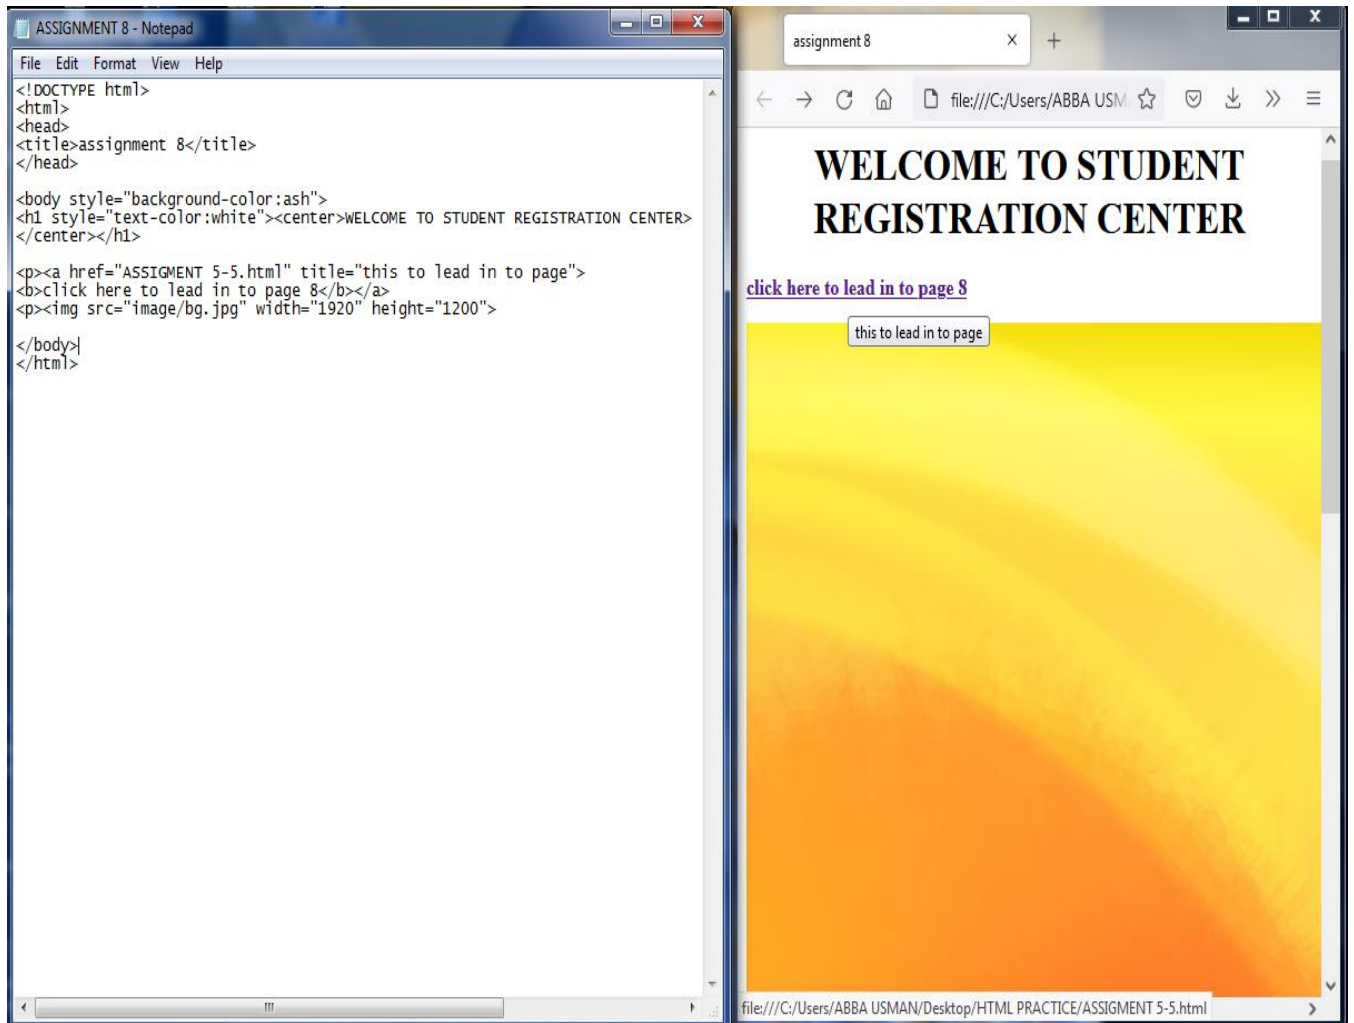 ASSIGNMENT 8 - Notepad
File Edit Format View Help
<!DOCTYPE html>
<html>
<head>
<title>assignment 8</title>
</head>
<body style="background-color:ash">
<h1 style="text-color:white"><center>WELCOME TO STUDENT REGISTRATION CENTER>
</center></h1>
<p><a href="ASSIGMENT 5-5.html" title="this to lead in to page">
<b>click here to lead in to page 8</b></a>
<p><img src="image/bg.jpg" width="1920" height="1200">
</body>
</html>
assignment 8
file:///C:/Users/ABBA USM
WELCOME TO STUDENT
REGISTRATION CENTER
click here to lead in to page 8
this to lead in to page
file:///C:/Users/ABBA USMAN/Desktop/HTML PRACTICE/ASSIGMENT 5-5.html